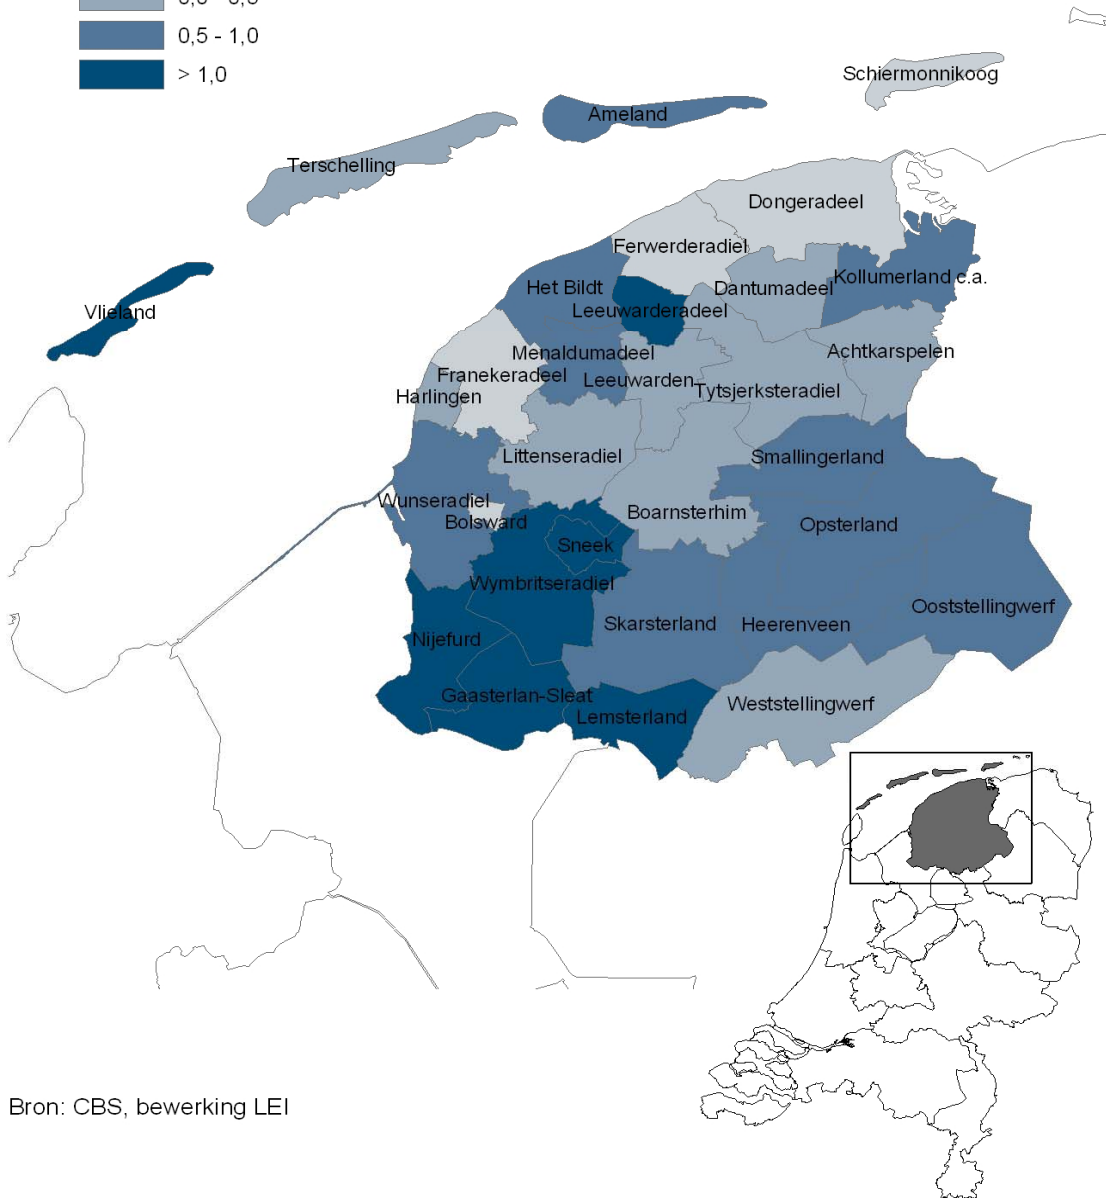 0,5 - 1,0
> 1,0
Schiermonnikoog
Ameland
Terschelling
Dongeradeel
Ferwerderadiel
Kollumerland c.a.
Het Bildt
Dantumadeel
Vlieland
Leeuwarderadeel
Menaldumadeel
Achtkarspelen
Franekeradeel
Leeuwarden
Harlingen
Tytsjerksteradiel
Littenseradiel
Smallingerland
Wunseradiel
Bolsward
Boarnsterhim
Opsterland
Sneek
Wymbritseradiel
Ooststellingwerf
Skarsterland
Heerenveen
Nijefurd
Gaasterlan-Sleat
Weststellingwerf
Lemsterland
Bron: CBS, bewerking LEI